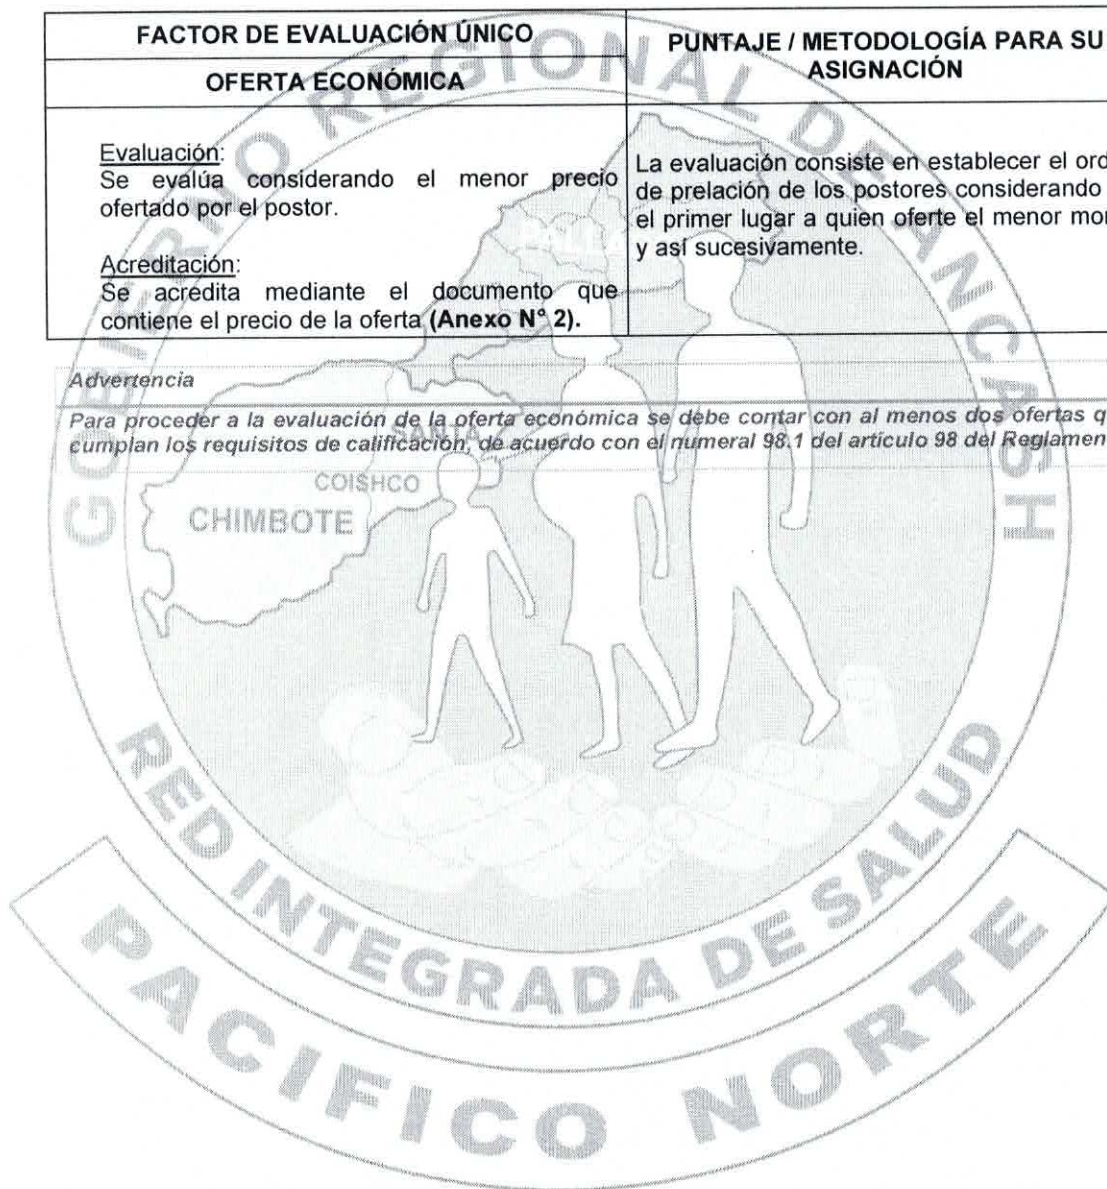 FACTOR DE EVALUACIÓN ÚNICO
OFERTA ECONÓMICA
PUNTAJE / METODOLOGÍA PARA SU
ASIGNACIÓN
Evaluación:
Se evalúa considerando el menor precio
ofertado por el postor.
Acreditación:
Se acredita mediante el documento que
contiene el precio de la oferta (Anexo N° 2).
La evaluación consiste en establecer el ord
de prelación de los postores considerando
el primer lugar a quien oferte el menor mo
y así sucesivamente.
Advertencia
Para proceder a la evaluación de la oferta económica se debe contar con al menos dos ofertas q
cumplan los requisitos de calificación, de acuerdo con el numeral 98.1 del artículo 98 del Reglamen
GOBIERNO REGIONAL DE ANCASH
COISHCO
CHIMBOTE
RED INTEGRADA DE SALUD
PACIFICO NORTE